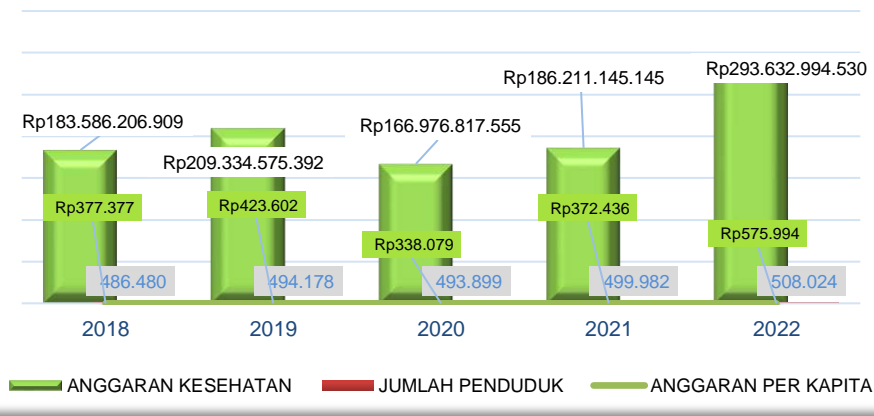 Rp293.632.994.530
Rp186.211.145.145
Rp183.586.206.909
Rp166.976.817.555
Rp209.334.575.392
Rp377.377
Rp423.602
Rp372.436
Rp338.079
Rp575.994
486.480
494.178
493.899
499.982
508.024
2018
2019
2020
2021
2022
ANGGARAN KESEHATAN
JUMLAH PENDUDUK
ANGGARAN PER KAPITA